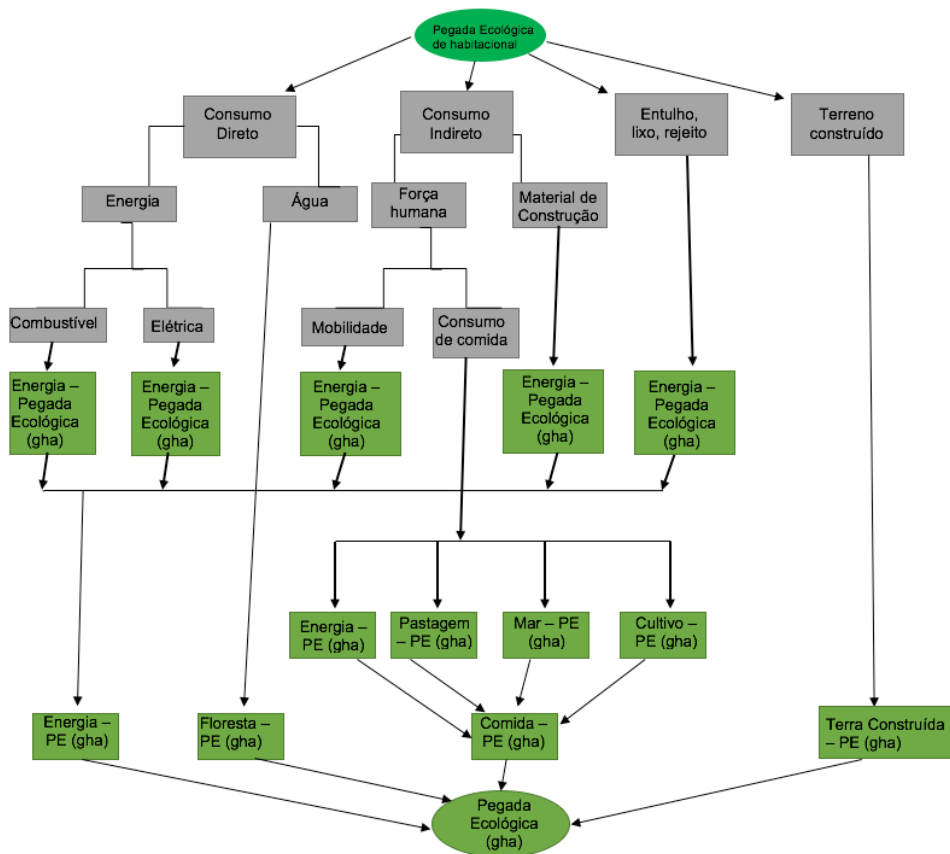 Pegada Ecológica
de habitacional
Consumo
Direto
Consumo
Indireto
Entulho,
lixo, rejeito
Terreno
construído
Energia
Água
Força
humana
Material de
Construção
Combustível
Elétrica
Mobilidade
Consumo
de comida
Energia –
Pegada
Ecológica
(gha)
Energia –
Pegada
Ecológica
(gha)
Energia –
Pegada
Ecológica
(gha)
Energia –
Pegada
Ecológica
(gha)
Energia –
Pegada
Ecológica
(gha)
Energia –
PE (gha)
Pastagem
– PE (gha)
Mar – PE
(gha)
Cultivo –
PE (gha)
Energia –
PE (gha)
Floresta –
PE (gha)
Comida –
PE (gha)
Terra Construída
– PE (gha)
Pegada
Ecológica
(gha)